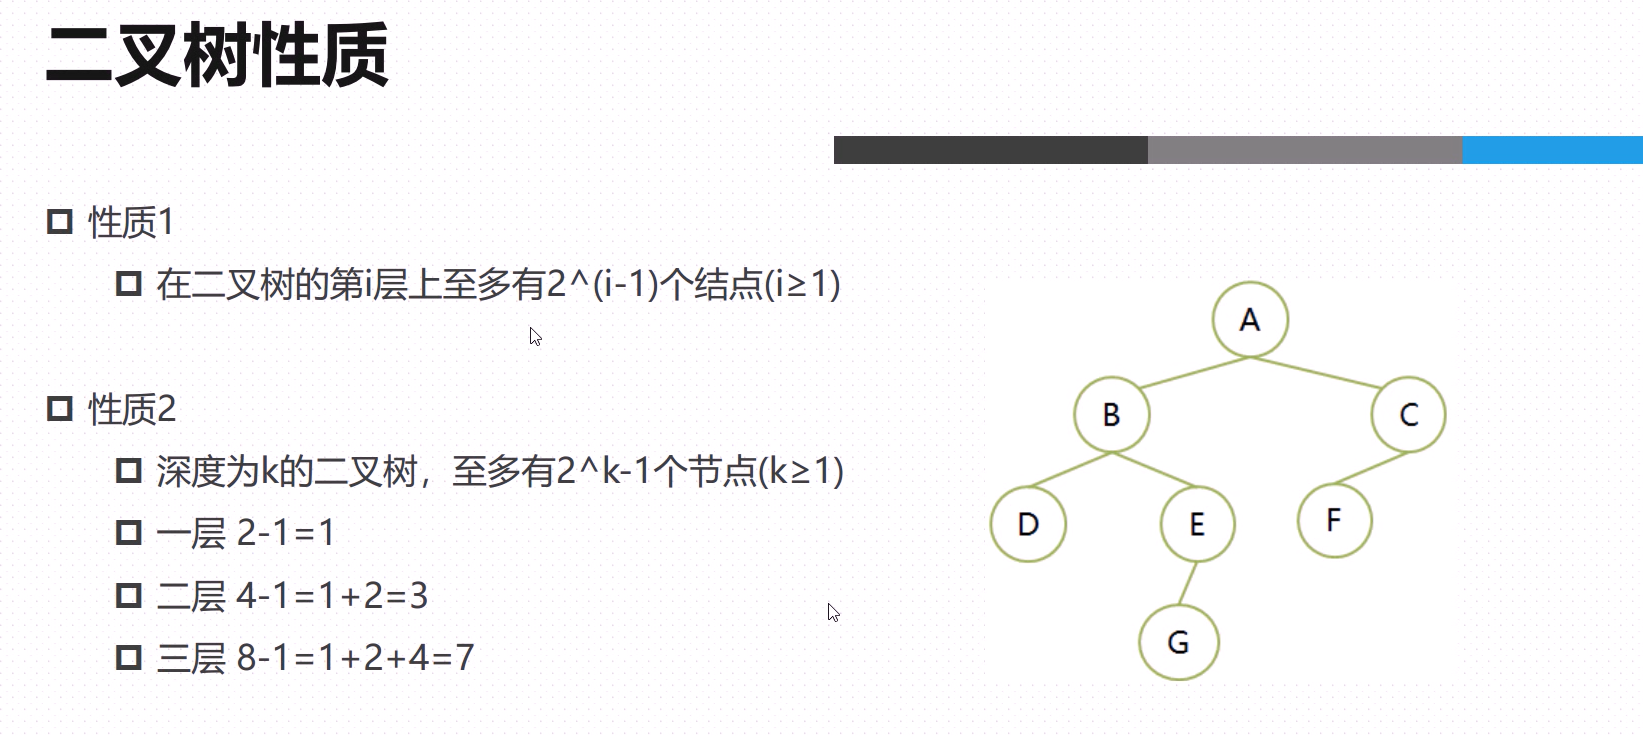 二叉树性质
性质1
在二叉树的第i层上至多有2^(i-1)个结点(i≥1)
性质2
深度为k的二叉树，至多有2^k-1个节点(k≥1)
一层 2-1=1
二层 4-1=1+2=3
三层 8-1=1+2+4=7
A
B
C
D
E
F
G